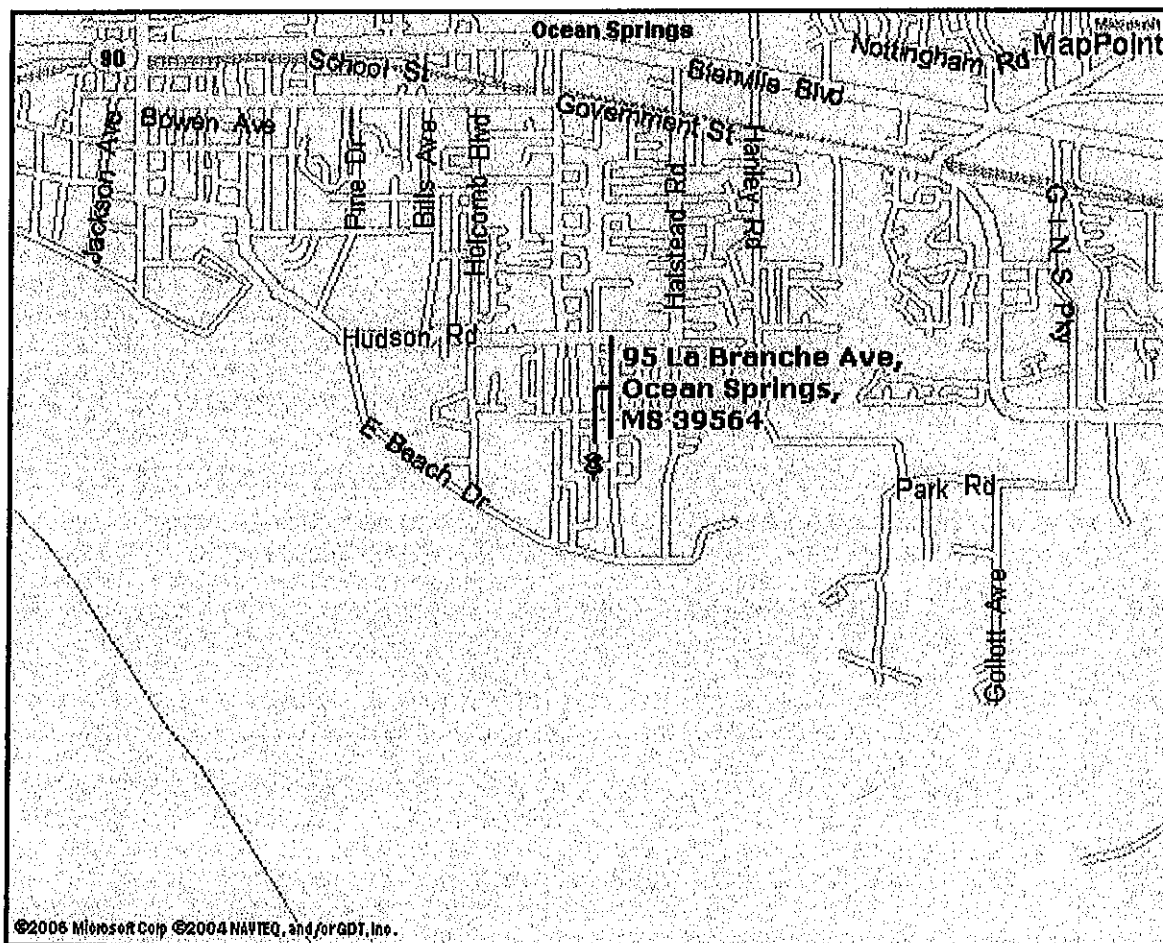 Ocean Springs
Microsoft
MapPoint
90
School St
Bienville Blvd
Nottingham Rd
Bowen Ave
Government St
Jackson Ave
Pine Dr
Bills Ave
Holcomb Blvd
Halstead Rd
Hanley Rd
G-I-N-S Pky
Hudson Rd
95 La Branche Ave,
Ocean Springs,
MS 39564
E Beach Dr
Park Rd
Gollott Ave
©2006 Microsoft Corp ©2004 NAVTEQ, and/or GDT, Inc.